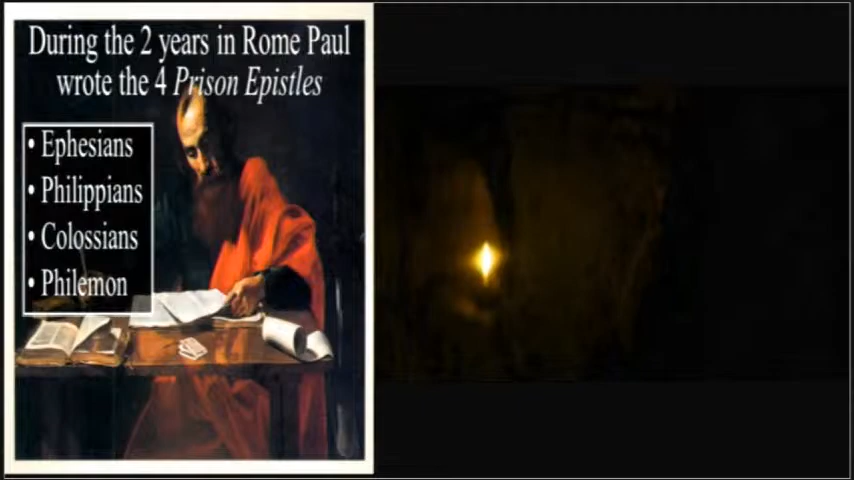 During the 2 years in Rome Paul
wrote the 4 Prison Epistles
• Ephesians
• Philippians
• Colossians
• Philemon